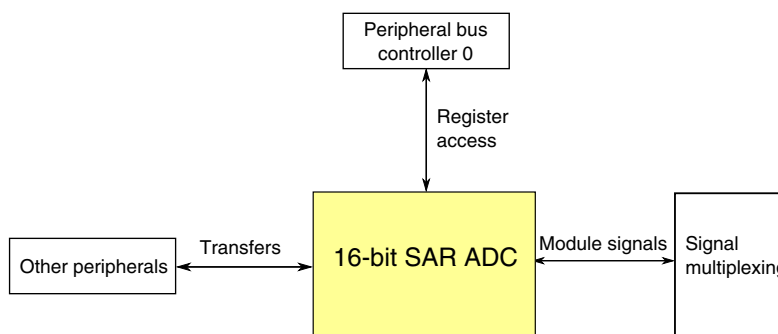 Peripheral bus
controller 0
Register
access
Transfers
Other peripherals
16-bit SAR ADC
Module signals
Signal
multiplexing